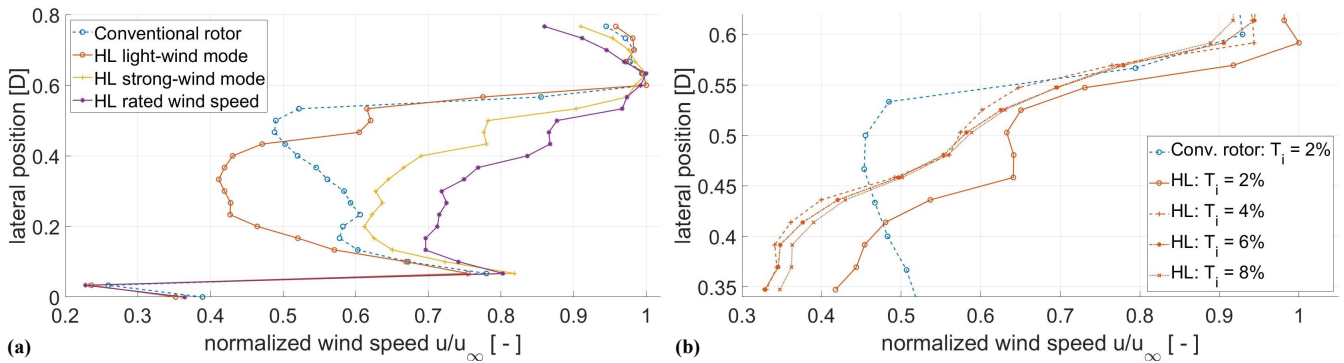 0.8
0.6
0.4
0.2
0
lateral position [D]
Conventional rotor
HL light-wind mode
HL strong-wind mode
HL rated wind speed
0.2 0.3 0.4 0.5 0.6 0.7 0.8 0.9 1
normalized wind speed u/u∞ [ - ]
(a)
0.6
0.55
0.5
0.45
0.4
0.35
lateral position [D]
Conv. rotor: Ti = 2%
HL: Ti = 2%
HL: Ti = 4%
HL: Ti = 6%
HL: Ti = 8%
0.3 0.4 0.5 0.6 0.7 0.8 0.9 1
normalized wind speed u/u∞ [ - ]
(b)